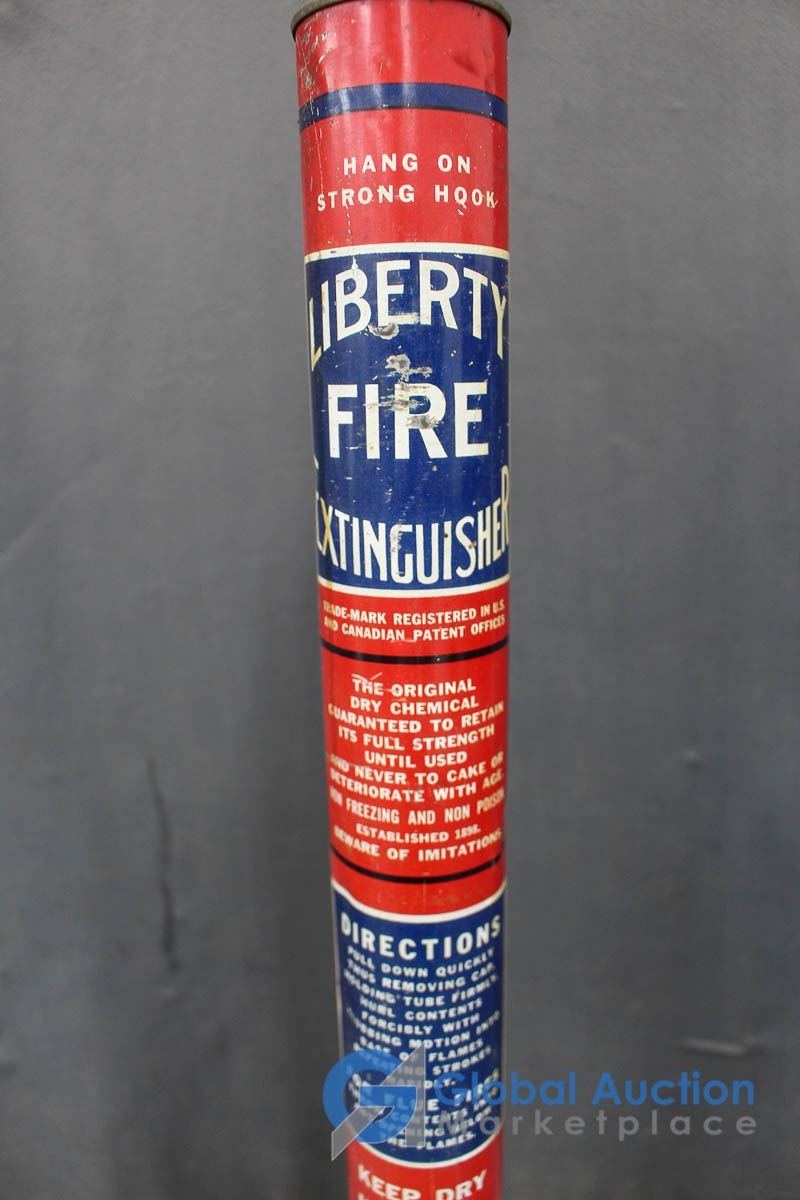 HANG ON
STRONG HOOK
LIBERTY
FIRE
EXTINGUISHER
TRADE-MARK REGISTERED IN U.S.
AND CANADIAN PATENT OFFICES
THE ORIGINAL
DRY CHEMICAL
GUARANTEED TO RETAIN
ITS FULL STRENGTH
UNTIL USED
AND NEVER TO CAKE OR
DETERIORATE WITH AGE.
NON FREEZING AND NON POISON
ESTABLISHED 1898.
BEWARE OF IMITATIONS
DIRECTIONS
PULL DOWN QUICKLY
THUS REMOVING CAP.
HOLDING TUBE FIRMLY,
HURL CONTENTS
FORCIBLY WITH
MOTION INTO
BASE OF FLAMES
STROKES.
FLAMES.
Global Auction
Marketplace
KEEP DRY